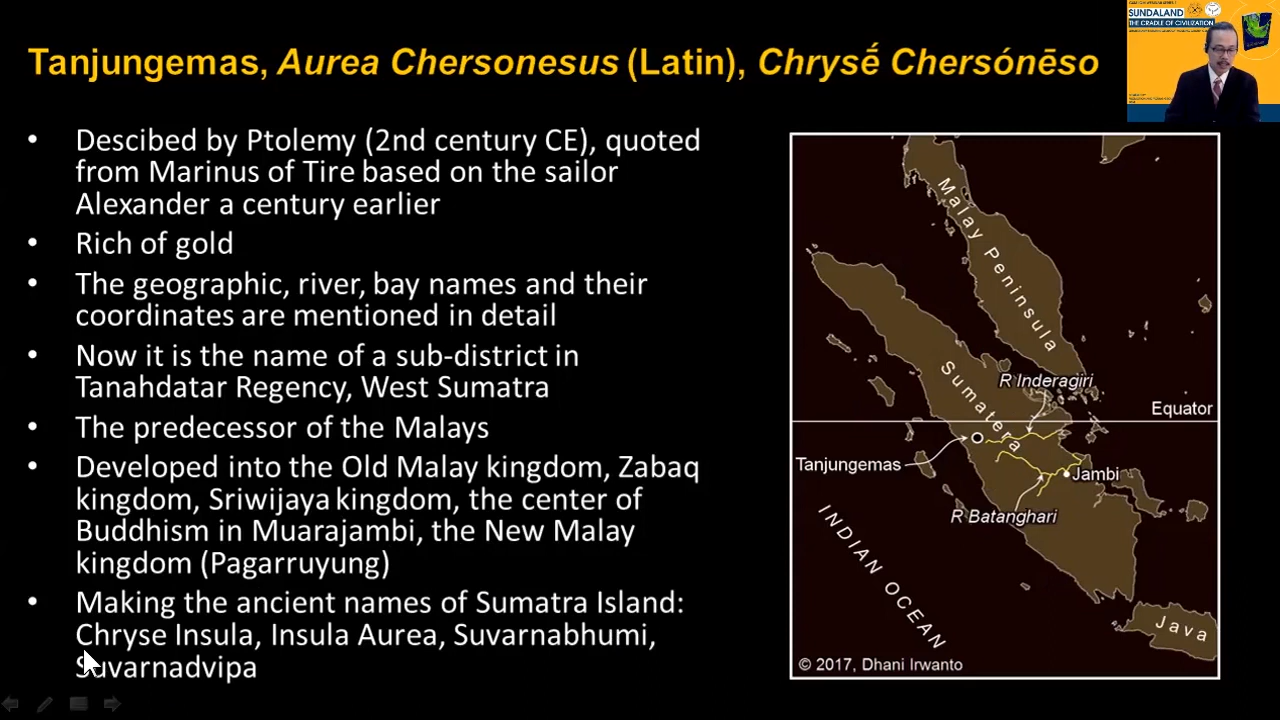 SUNDALAND
THE CRADLE OF CIVILIZATION
Tanjungemas, Aurea Chersonesus (Latin), Chrysḗ Chersónēso
• Descibed by Ptolemy (2nd century CE), quoted
from Marinus of Tire based on the sailor
Alexander a century earlier
• Rich of gold
• The geographic, river, bay names and their
coordinates are mentioned in detail
• Now it is the name of a sub-district in
Tanahdatar Regency, West Sumatra
• The predecessor of the Malays
• Developed into the Old Malay kingdom, Zabaq
kingdom, Sriwijaya kingdom, the center of
Buddhism in Muarajambi, the New Malay
kingdom (Pagarruyung)
• Making the ancient names of Sumatra Island:
Chryse Insula, Insula Aurea, Suvarnabhumi,
Suvarnadvipa
Malay Peninsula
Sumatera
R Inderagiri
Equator
Tanjungemas
Jambi
R Batanghari
INDIAN OCEAN
Java
© 2017, Dhani Irwanto